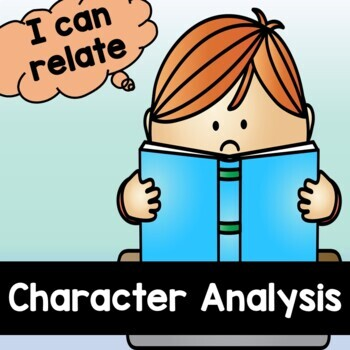 I can
relate
Character Analysis